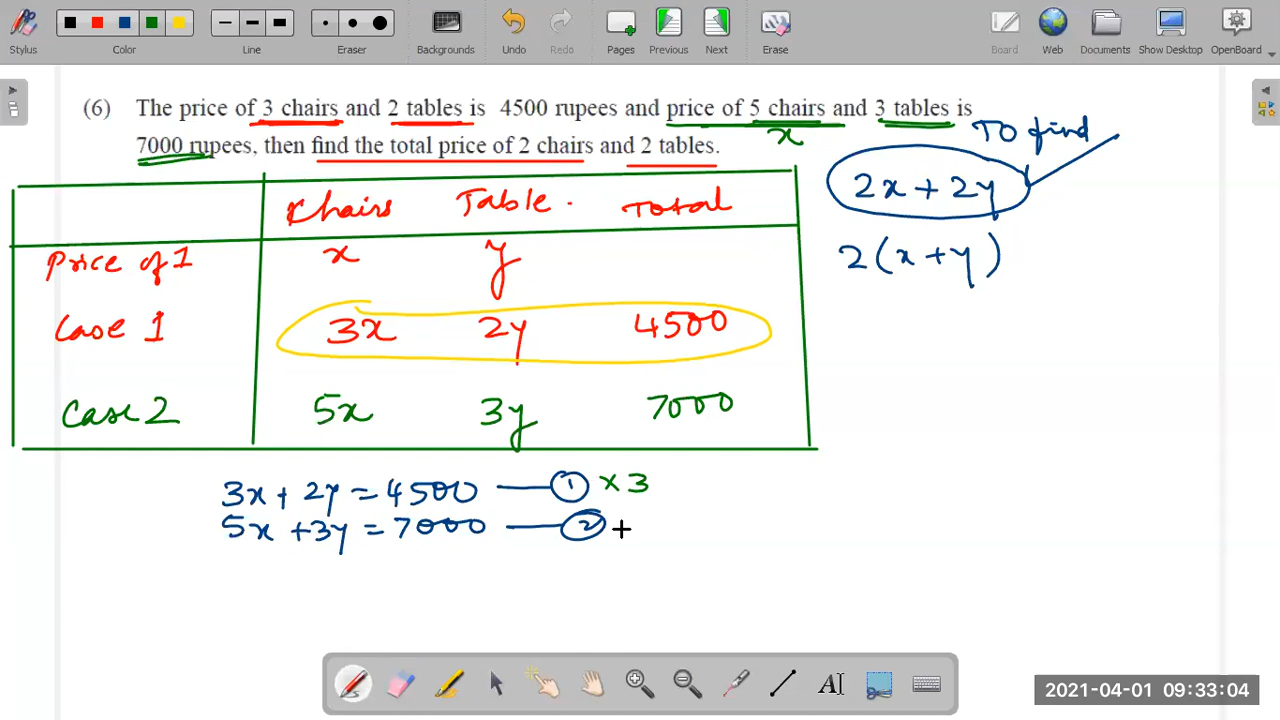 Stylus Color Line Eraser Backgrounds Undo Redo Pages Previous Next Erase Board Web Documents Show Desktop OpenBoard
(6) The price of 3 chairs and 2 tables is 4500 rupees and price of 5 chairs and 3 tables is
7000 rupees, then find the total price of 2 chairs and 2 tables.
x
To find
2x + 2y
2(x+y)
Chairs Table. Total
Price of 1 x y
Case 1 3x 2y 4500
Case 2 5x 3y 7000
3x + 2y = 4500 — 1 × 3
5x + 3y = 7000 — 2
2021-04-01 09:33:04